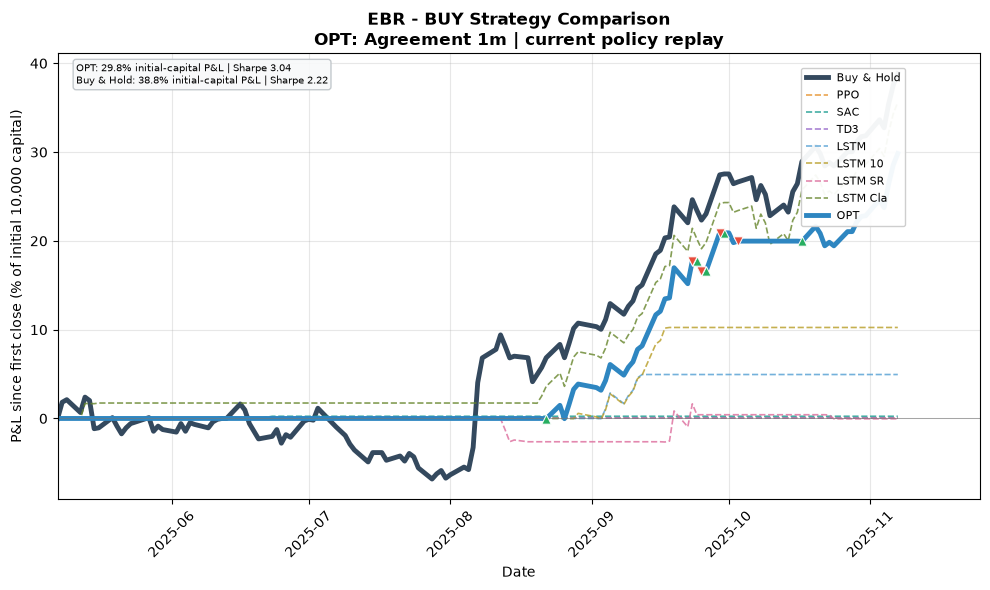 EBR - BUY Strategy Comparison
OPT: Agreement 1m | current policy replay
OPT: 29.8% initial-capital P&L | Sharpe 3.04
Buy & Hold: 38.8% initial-capital P&L | Sharpe 2.22
Buy & Hold
PPO
SAC
TD3
LSTM
LSTM 10
LSTM SR
LSTM Cla
OPT
P&L since first close (% of initial 10,000 capital)
40
30
20
10
0
2025-06
2025-07
2025-08
2025-09
2025-10
2025-11
Date